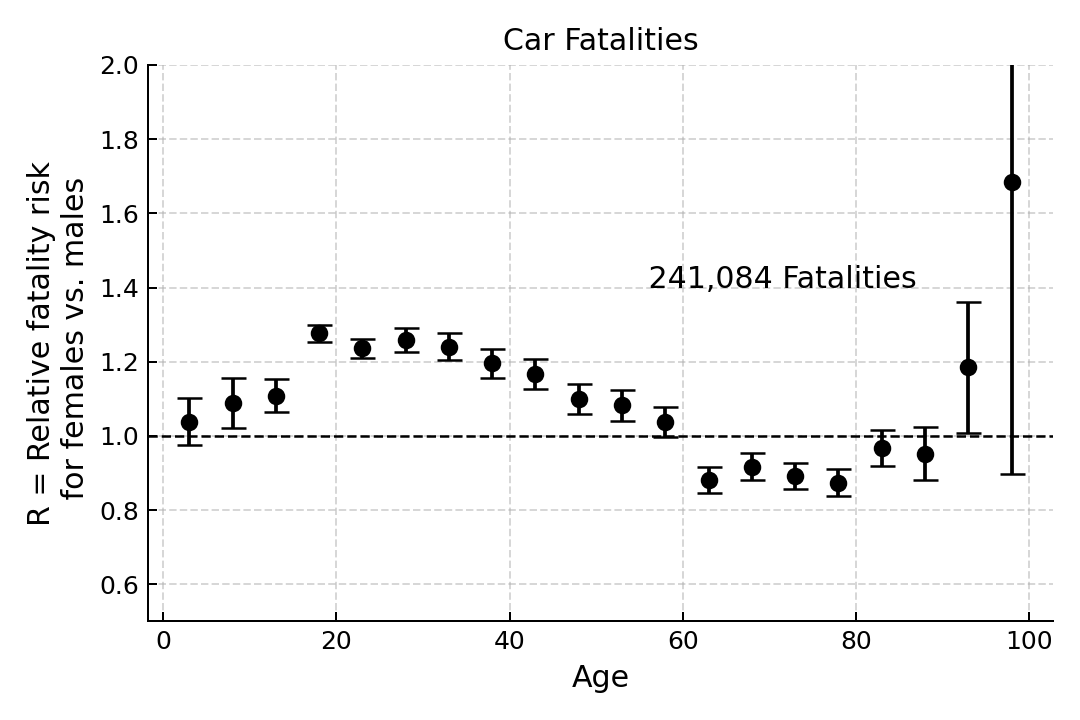 Car Fatalities
R = Relative fatality risk
for females vs. males
2.0
1.8
1.6
1.4
1.2
1.0
0.8
0.6
241,084 Fatalities
0 20 40 60 80 100
Age